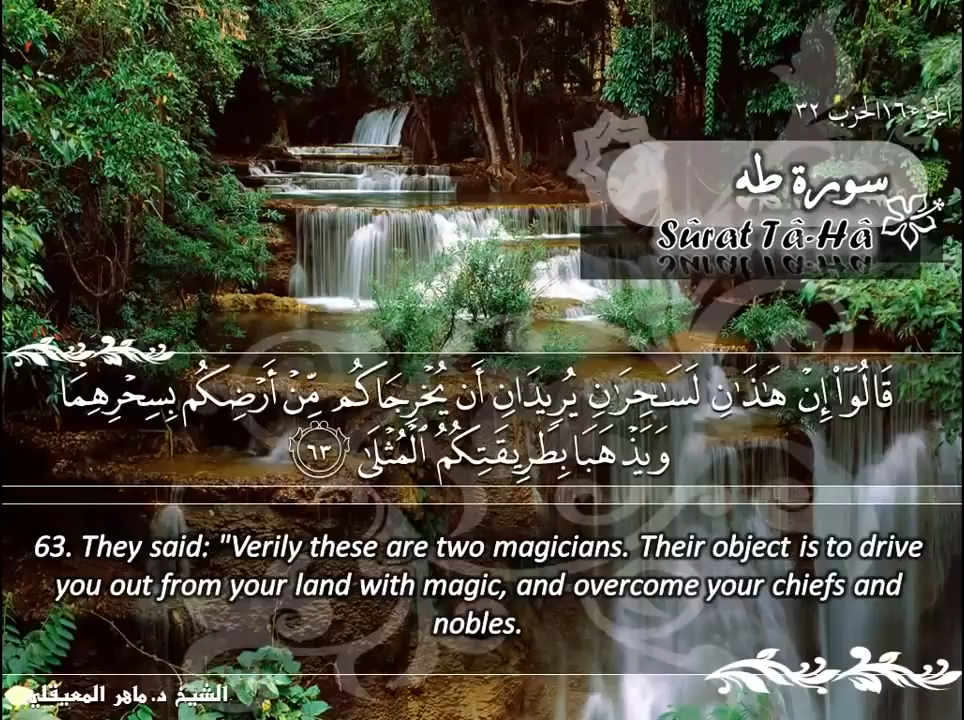 الجزء ١٦ الحزب ٣٢
سورة طه
Sûrat Tâ-Hâ
قَالُوٓا۟ إِنْ هَـٰذَٰنِ لَسَـٰحِرَٰنِ يُرِيدَانِ أَن يُخْرِجَاكُم مِّنْ أَرْضِكُم بِسِحْرِهِمَا
وَيَذْهَبَا بِطَرِيقَتِكُمُ ٱلْمُثْلَىٰ ٦٣
63. They said: "Verily these are two magicians. Their object is to drive
you out from your land with magic, and overcome your chiefs and
nobles.
الشيخ د. ماهر المعيقلي